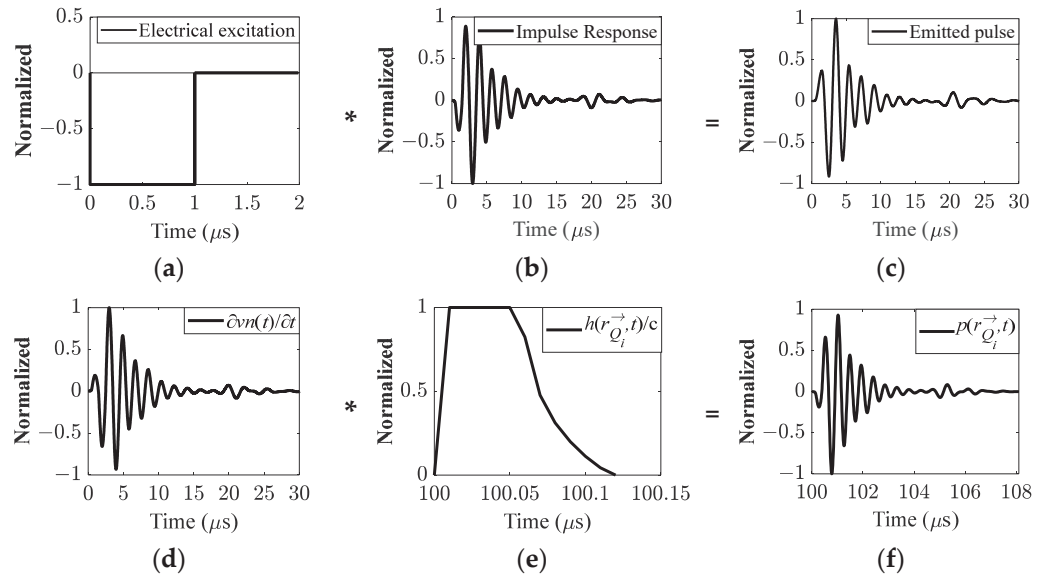 0.5
0
−0.5
−1
Normalized
Electrical excitation
0 0.5 1 1.5 2
Time (μs)
(a)
*
1
0.5
0
−0.5
−1
Normalized
Impulse Response
0 5 10 15 20 25 30
Time (μs)
(b)
=
1
0.5
0
−0.5
−1
Normalized
Emitted pulse
0 5 10 15 20 25 30
Time (μs)
(c)
1
0.5
0
−0.5
−1
Normalized
∂vn(t)/∂t
0 5 10 15 20 25 30
Time (μs)
(d)
*
1
0.5
0
Normalized
h(r→Qi,t)/c
100 100.05 100.1 100.15
Time (μs)
(e)
=
1
0.5
0
−0.5
−1
Normalized
p(r→Qi,t)
100 102 104 106 108
Time (μs)
(f)